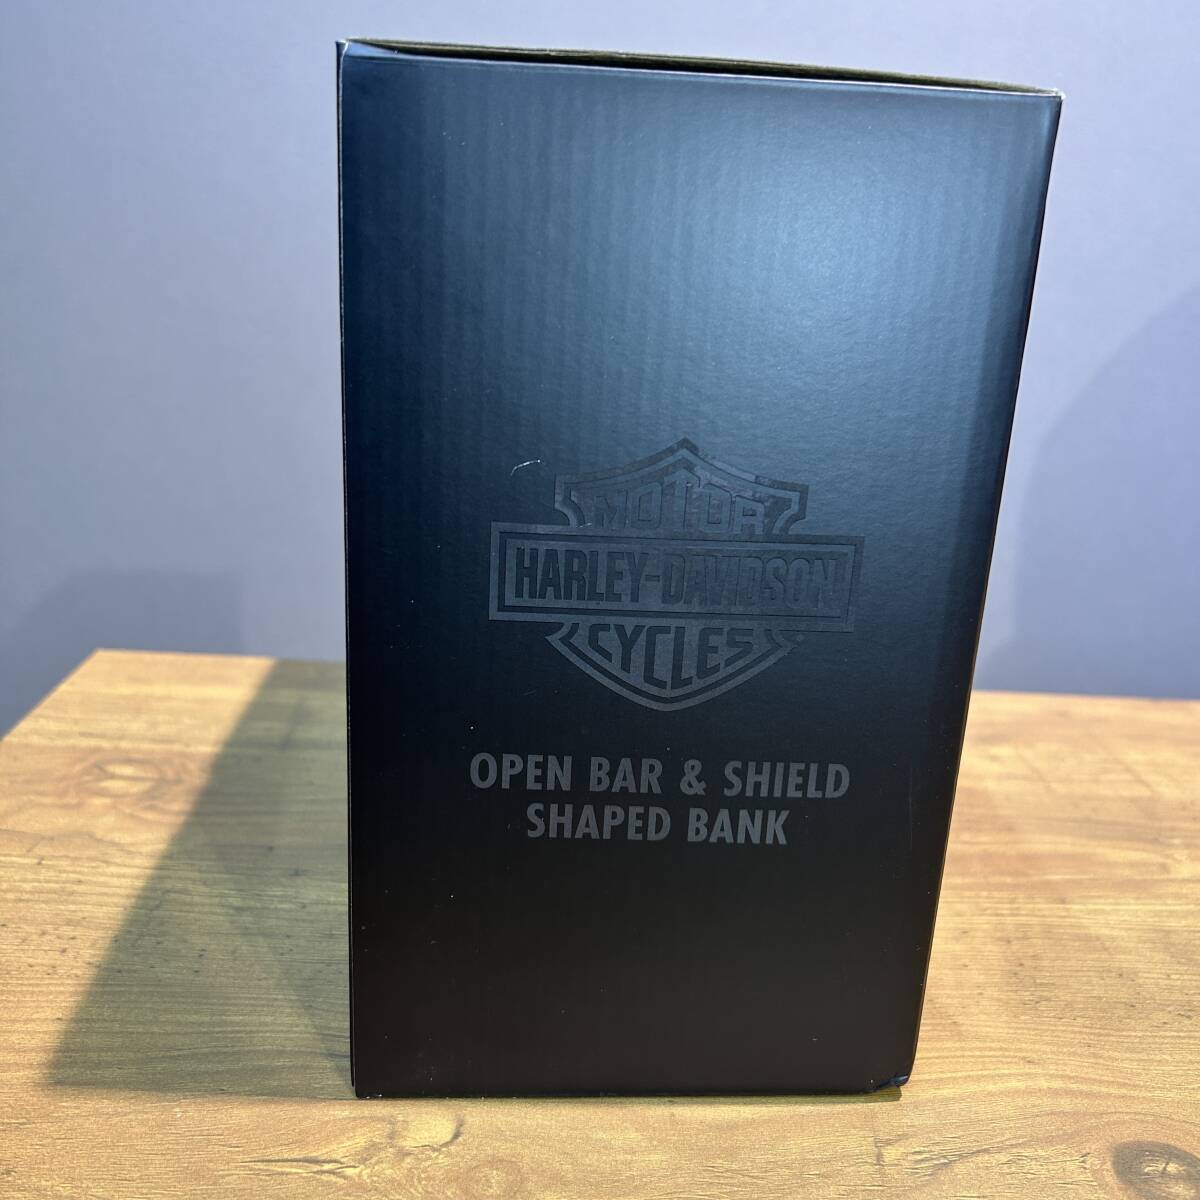 MOTOR
HARLEY-DAVIDSON
CYCLES
OPEN BAR & SHIELD
SHAPED BANK